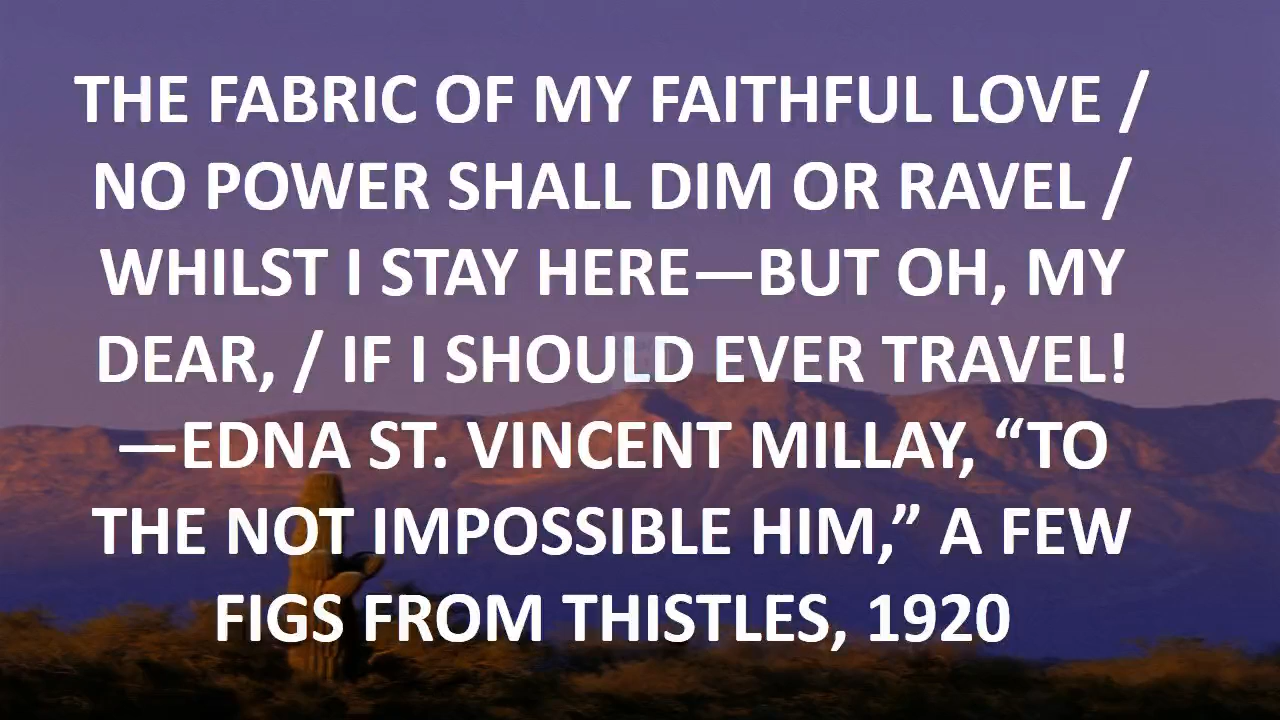 THE FABRIC OF MY FAITHFUL LOVE /
NO POWER SHALL DIM OR RAVEL /
WHILST I STAY HERE—BUT OH, MY
DEAR, / IF I SHOULD EVER TRAVEL!
—EDNA ST. VINCENT MILLAY, “TO
THE NOT IMPOSSIBLE HIM,” A FEW
FIGS FROM THISTLES, 1920